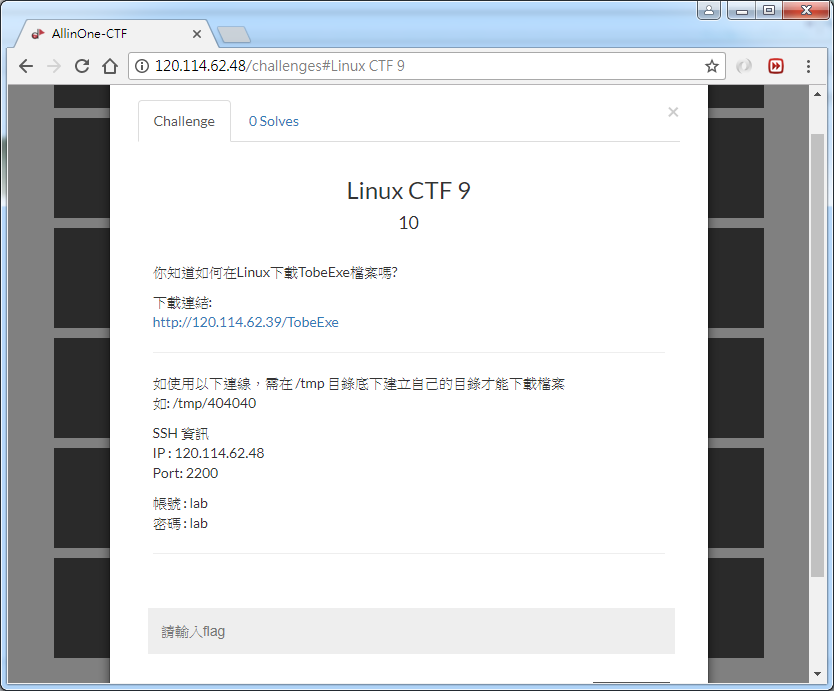 AllinOne-CTF
120.114.62.48/challenges#Linux CTF 9
Challenge
0 Solves
×
Linux CTF 9
10
你知道如何在Linux下載TobeExe檔案嗎?
下載連結:
http://120.114.62.39/TobeExe
如使用以下連線，需在 /tmp 目錄底下建立自己的目錄才能下載檔案
如: /tmp/404040
SSH 資訊
IP : 120.114.62.48
Port: 2200
帳號 : lab
密碼 : lab
請輸入flag